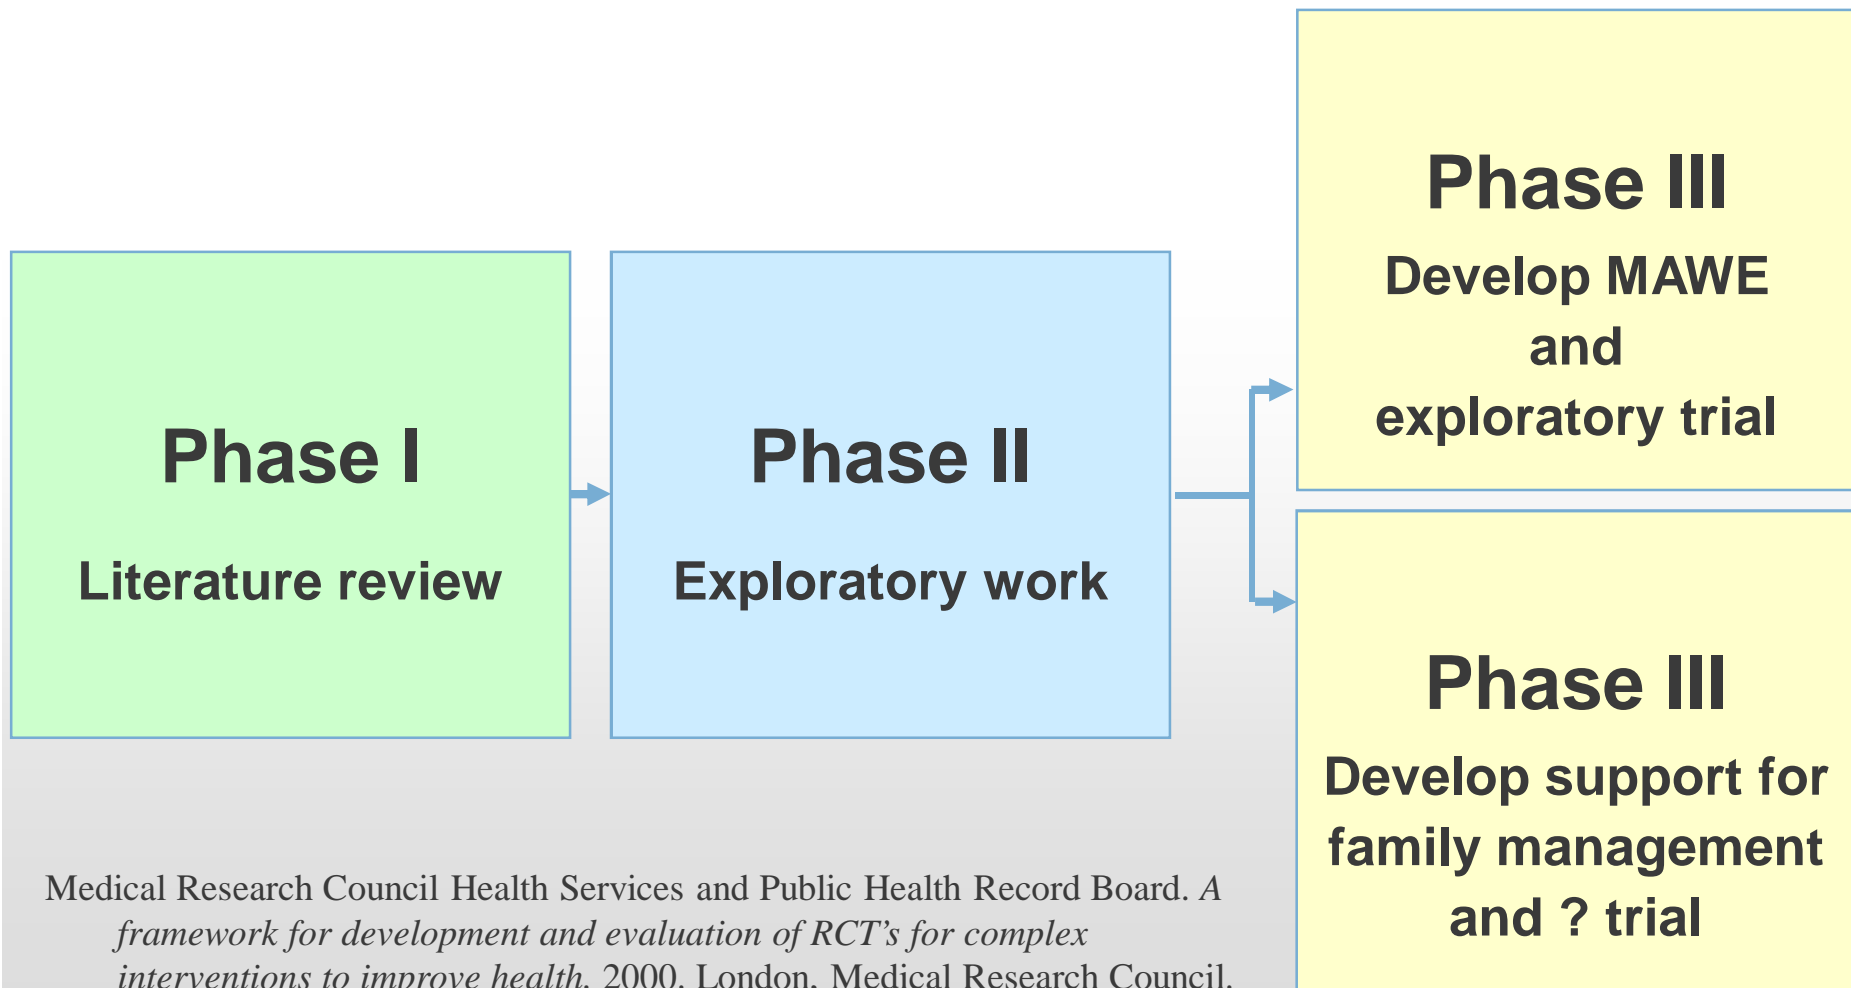 Phase I
Literature review
Phase II
Exploratory work
Phase III
Develop MAWE
and
exploratory trial
Phase III
Develop support for
family management
and ? trial
Medical Research Council Health Services and Public Health Record Board. A
framework for development and evaluation of RCT’s for complex
interventions to improve health. 2000. London, Medical Research Council.